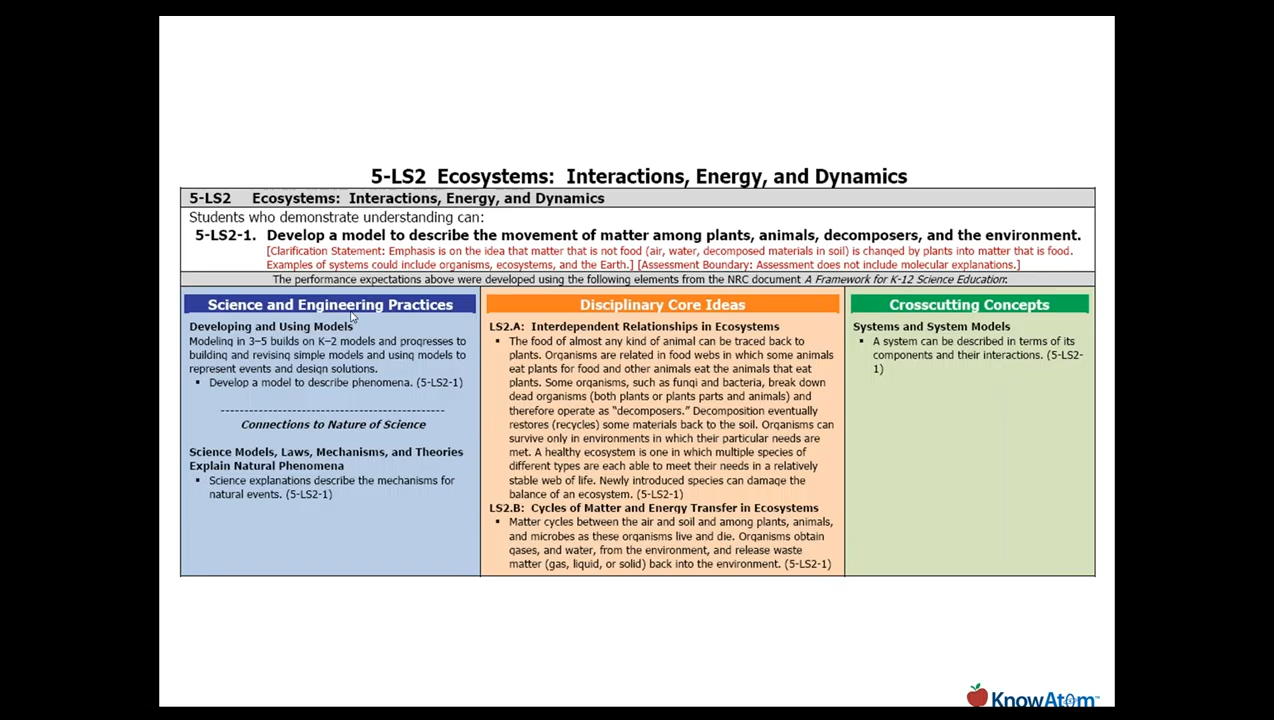 5-LS2 Ecosystems: Interactions, Energy, and Dynamics
5-LS2 Ecosystems: Interactions, Energy, and Dynamics
Students who demonstrate understanding can:
5-LS2-1. Develop a model to describe the movement of matter among plants, animals, decomposers, and the environment.
[Clarification Statement: Emphasis is on the idea that matter that is not food (air, water, decomposed materials in soil) is changed by plants into matter that is food.
Examples of systems could include organisms, ecosystems, and the Earth.] [Assessment Boundary: Assessment does not include molecular explanations.]
The performance expectations above were developed using the following elements from the NRC document A Framework for K-12 Science Education:
Science and Engineering Practices
Developing and Using Models
Modeling in 3–5 builds on K–2 models and progresses to
building and revising simple models and using models to
represent events and design solutions.
▪ Develop a model to describe phenomena. (5-LS2-1)
----------------------------------------------
Connections to Nature of Science
Science Models, Laws, Mechanisms, and Theories
Explain Natural Phenomena
▪ Science explanations describe the mechanisms for
natural events. (5-LS2-1)
Disciplinary Core Ideas
LS2.A: Interdependent Relationships in Ecosystems
▪ The food of almost any kind of animal can be traced back to
plants. Organisms are related in food webs in which some animals
eat plants for food and other animals eat the animals that eat
plants. Some organisms, such as fungi and bacteria, break down
dead organisms (both plants or plants parts and animals) and
therefore operate as “decomposers.” Decomposition eventually
restores (recycles) some materials back to the soil. Organisms can
survive only in environments in which their particular needs are
met. A healthy ecosystem is one in which multiple species of
different types are each able to meet their needs in a relatively
stable web of life. Newly introduced species can damage the
balance of an ecosystem. (5-LS2-1)
LS2.B: Cycles of Matter and Energy Transfer in Ecosystems
▪ Matter cycles between the air and soil and among plants, animals,
and microbes as these organisms live and die. Organisms obtain
gases, and water, from the environment, and release waste
matter (gas, liquid, or solid) back into the environment. (5-LS2-1)
Crosscutting Concepts
Systems and System Models
▪ A system can be described in terms of its
components and their interactions. (5-LS2-
1)
KnowAtom™